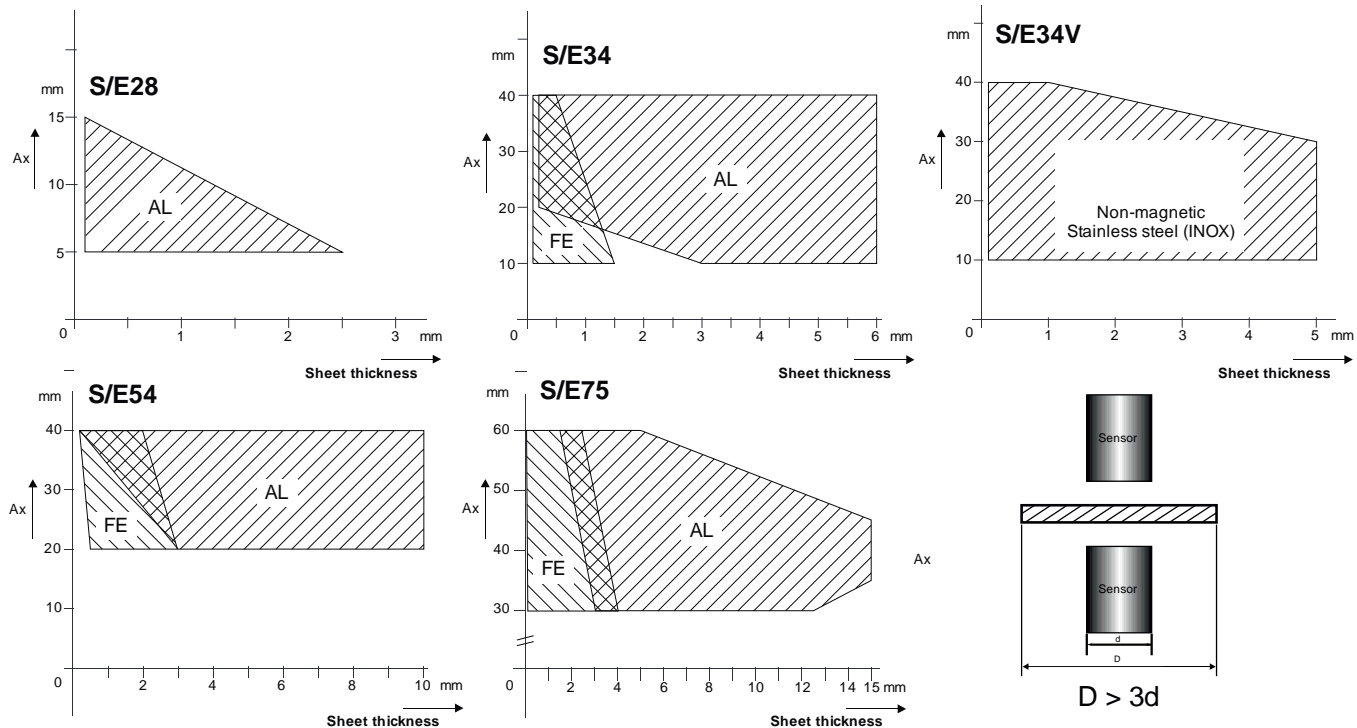 S/E28
mm
15
10
5
0
Ax
AL
1
2
3
mm
Sheet thickness
S/E34
mm
40
30
20
10
0
Ax
AL
FE
1
2
3
4
5
6
mm
Sheet thickness
S/E34V
mm
40
30
20
10
0
Ax
Non-magnetic
Stainless steel (INOX)
1
2
3
4
5
mm
Sheet thickness
S/E54
mm
40
30
20
10
0
Ax
AL
FE
2
4
6
8
10
mm
Sheet thickness
S/E75
mm
60
50
40
30
0
Ax
AL
FE
2
4
6
8
10
12
14
15
mm
Sheet thickness
Sensor
Ax
Sensor
d
D
D > 3d